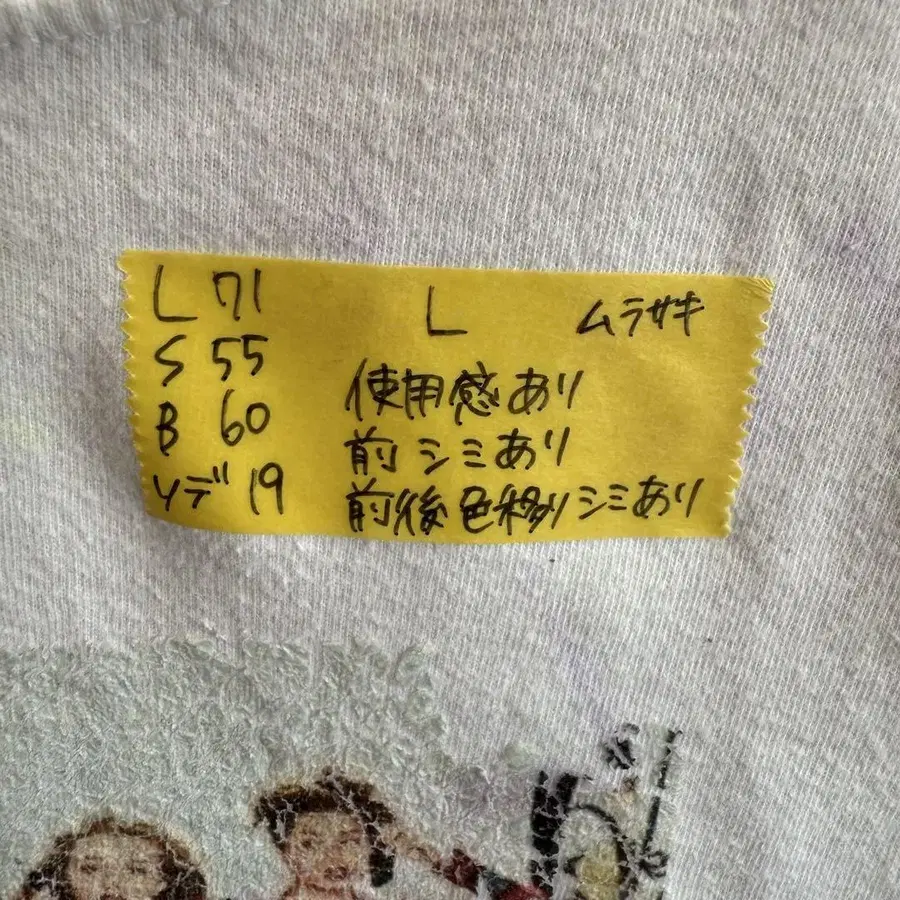 L 71
S 55
B 60
ソデ 19
L ムラサキ
使用感あり
前 シミあり
前後色移りシミあり